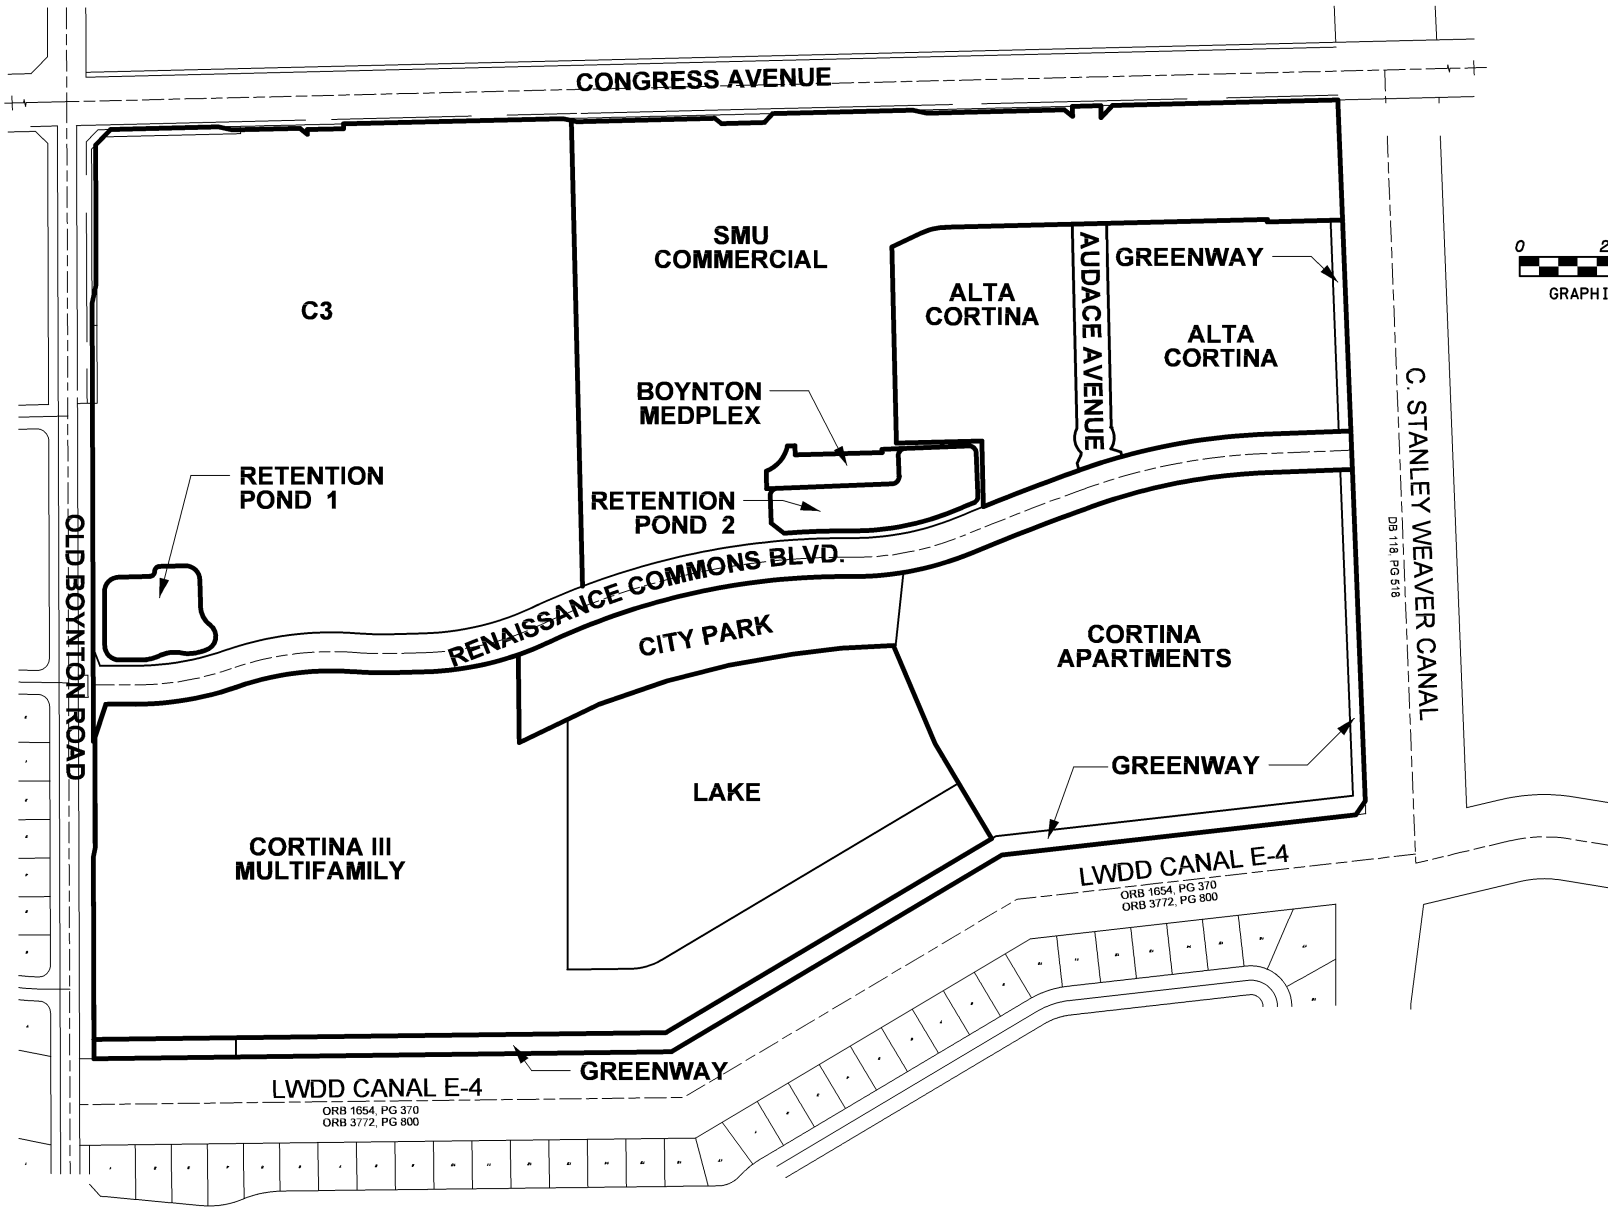 CONGRESS AVENUE
SMU
COMMERCIAL
C3
ALTA
CORTINA
AUDACE AVENUE
GREENWAY
ALTA
CORTINA
0
2
GRAPHI
BOYNTON
MEDPLEX
RETENTION
POND 1
RETENTION
POND 2
OLD BOYNTON ROAD
RENAISSANCE COMMONS BLVD.
CITY PARK
CORTINA
APARTMENTS
C. STANLEY WEAVER CANAL
DB 118, PG 518
GREENWAY
LAKE
CORTINA III
MULTIFAMILY
LWDD CANAL E-4
ORB 1654, PG 370
ORB 3772, PG 800
GREENWAY
LWDD CANAL E-4
ORB 1654, PG 370
ORB 3772, PG 800